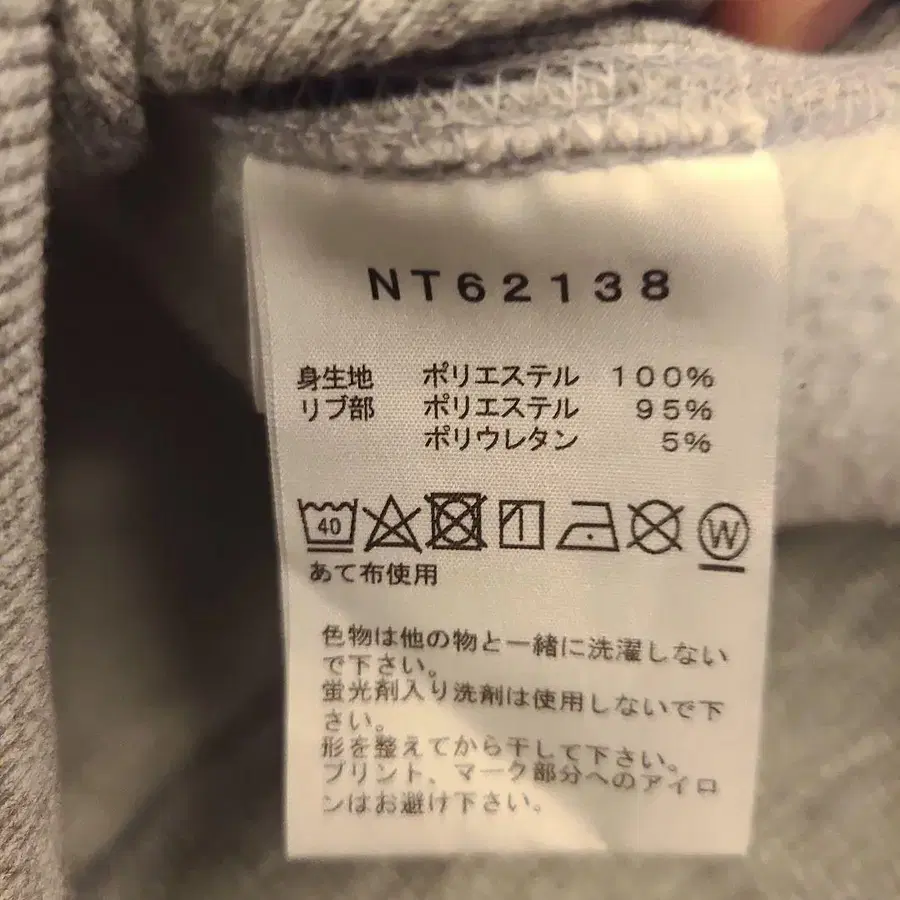 NT62138
身生地 ポリエステル 100%
リブ部 ポリエステル 95%
ポリウレタン 5%
40 W
あて布使用
色物は他の物と一緒に洗濯しない
で下さい。
蛍光剤入り洗剤は使用しないで下
さい。
形を整えてから干して下さい。
プリント、マーク部分へのアイロ
ンはお避け下さい。